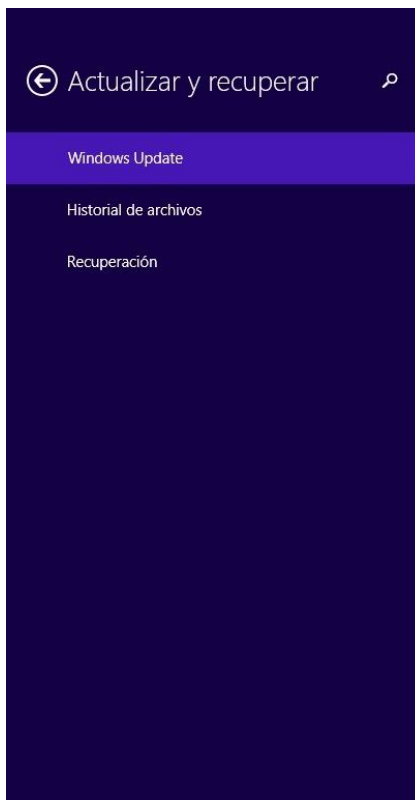 Actualizar y recuperar
Windows Update
Historial de archivos
Recuperación